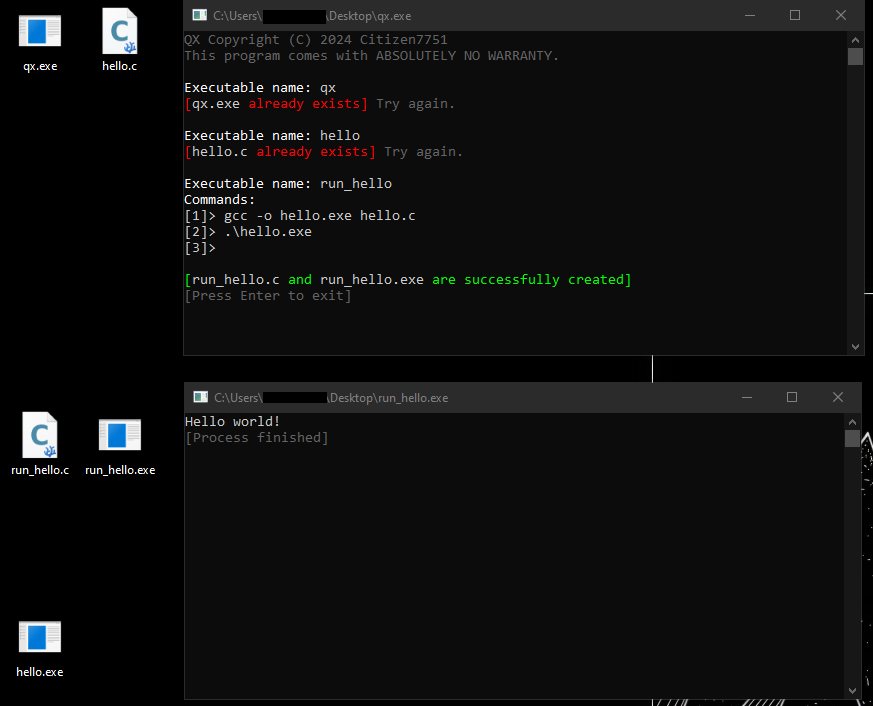 qx.exe
hello.c
C:\Users\ \Desktop\qx.exe
QX Copyright (C) 2024 Citizen7751
This program comes with ABSOLUTELY NO WARRANTY.
Executable name: qx
[qx.exe already exists] Try again.
Executable name: hello
[hello.c already exists] Try again.
Executable name: run_hello
Commands:
[1]> gcc -o hello.exe hello.c
[2]> .\hello.exe
[3]>
[run_hello.c and run_hello.exe are successfully created]
[Press Enter to exit]
run_hello.c
run_hello.exe
C:\Users\ \Desktop\run_hello.exe
Hello world!
[Process finished]
hello.exe